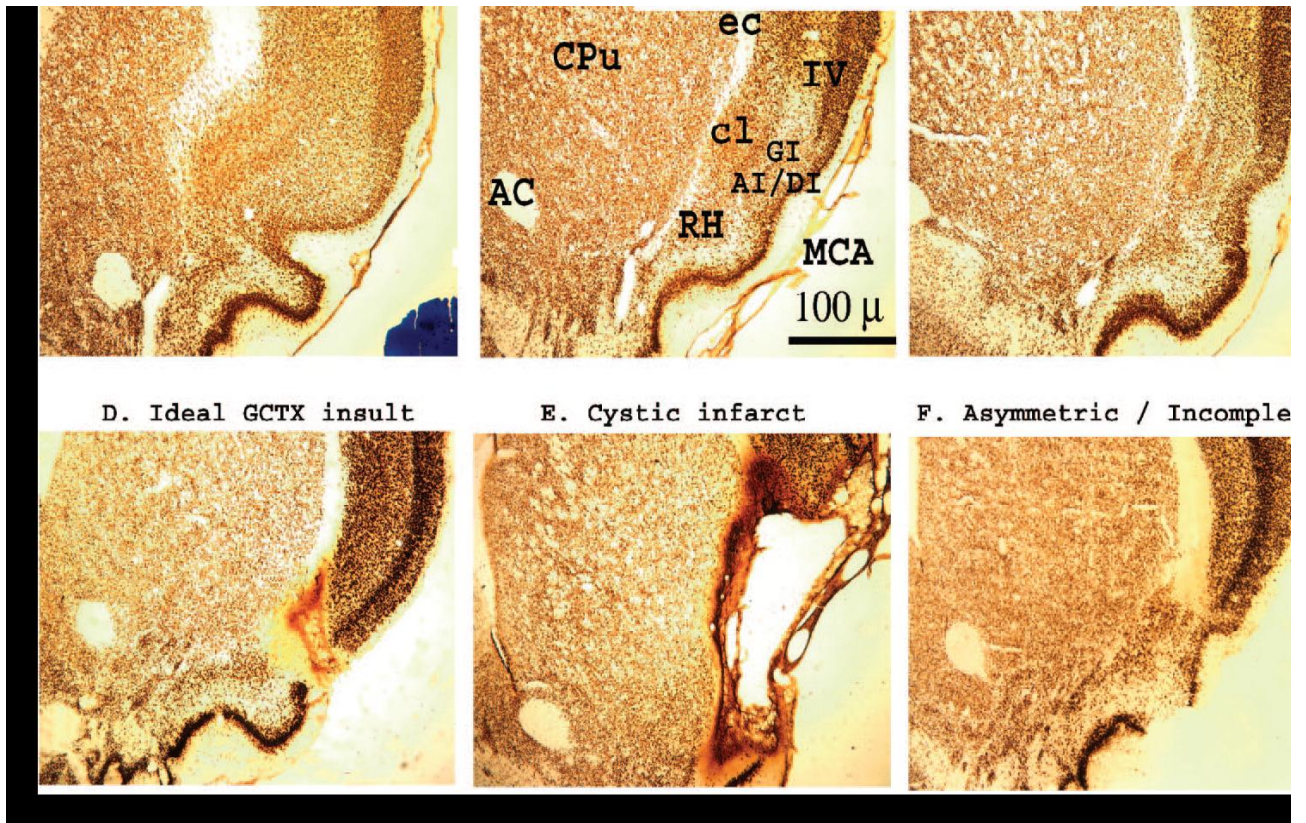 ec
CPu
IV
cl
GI
AC
AI/DI
RH
MCA
100 μ
D. Ideal GCTX insult
E. Cystic infarct
F. Asymmetric / Incomple